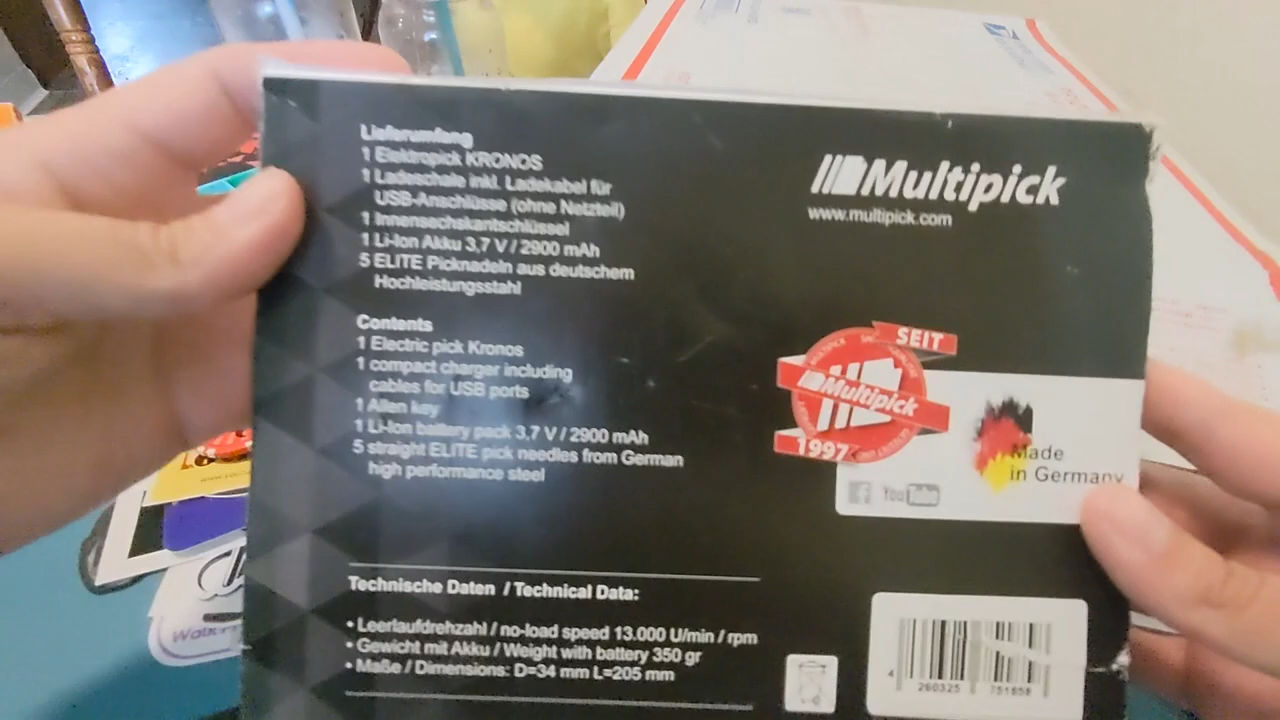 Lieferumfang
1 Elektropick KRONOS
1 Ladeschale inkl. Ladekabel für
USB-Anschlüsse (ohne Netzteil)
1 Innensechskantschlüssel
1 Li-Ion Akku 3,7 V / 2900 mAh
5 ELITE Picknadeln aus deutschem
Hochleistungsstahl
Contents
1 Electric pick Kronos
1 compact charger including
cables for USB ports
1 Allen key
1 Li-Ion battery pack 3,7 V / 2900 mAh
5 straight ELITE pick needles from German
high performance steel
Technische Daten / Technical Data:
• Leerlaufdrehzahl / no-load speed 13.000 U/min / rpm
• Gewicht mit Akku / Weight with battery 350 gr
• Maße / Dimensions: D=34 mm L=205 mm
Multipick
www.multipick.com
SEIT
Multipick
1997
Made
in Germany
YouTube
4 260325 751658